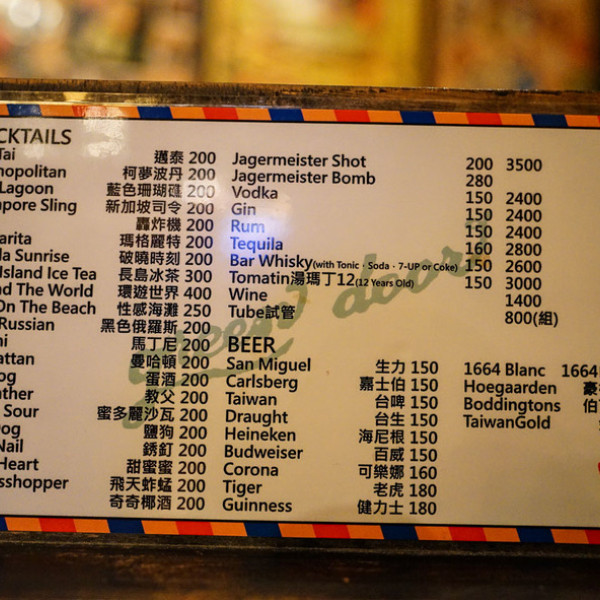 CKTAILS
Tai 邁泰 200
mopolitan 柯夢波丹 200
Lagoon 藍色珊瑚礁 200
apore Sling 新加坡司令 200
轟炸機 200
arita 瑪格麗特 200
la Sunrise 破曉時刻 200
Island Ice Tea 長島冰茶 300
nd The World 環遊世界 400
On The Beach 性感海灘 250
Russian 黑色俄羅斯 200
ni 馬丁尼 200
attan 曼哈頓 200
og 蛋酒 200
ather 教父 200
Sour 蜜多麗沙瓦 200
Dog 鹽狗 200
Nail 銹釘 200
Heart 甜蜜蜜 200
sshopper 飛天蚱蜢 200
奇奇椰酒 200
Jagermeister Shot 200 3500
Jagermeister Bomb 280
Vodka 150 2400
Gin 150 2400
Rum 150 2400
Tequila 160 2800
Bar Whisky(with Tonic、Soda、7-UP or Coke) 150 2600
Tomatin湯瑪丁12(12 Years Old) 150 3000
Wine 1400
Tube試管 800(組)
BEER
San Miguel 生力 150
Carlsberg 嘉士伯 150
Taiwan 台啤 150
Draught 台生 150
Heineken 海尼根 150
Budweiser 百威 150
Corona 可樂娜 160
Tiger 老虎 180
Guinness 健力士 180
1664 Blanc 1664
Hoegaarden
Boddingtons 伯
TaiwanGold
green door